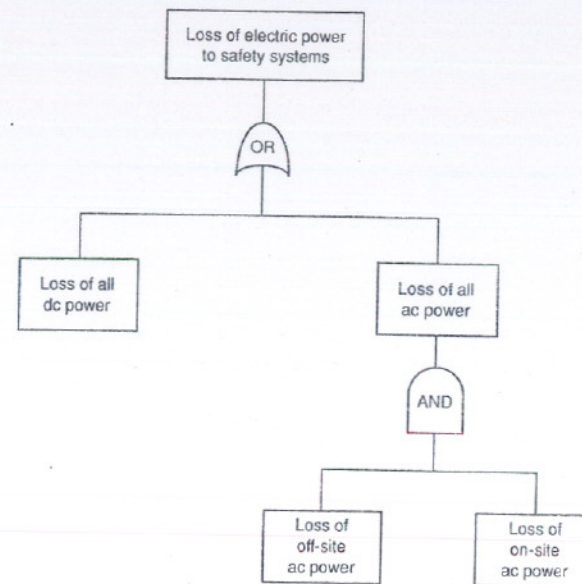 Loss of electric power
to safety systems
OR
Loss of all
dc power
Loss of all
ac power
AND
Loss of
off-site
ac power
Loss of
on-site
ac power